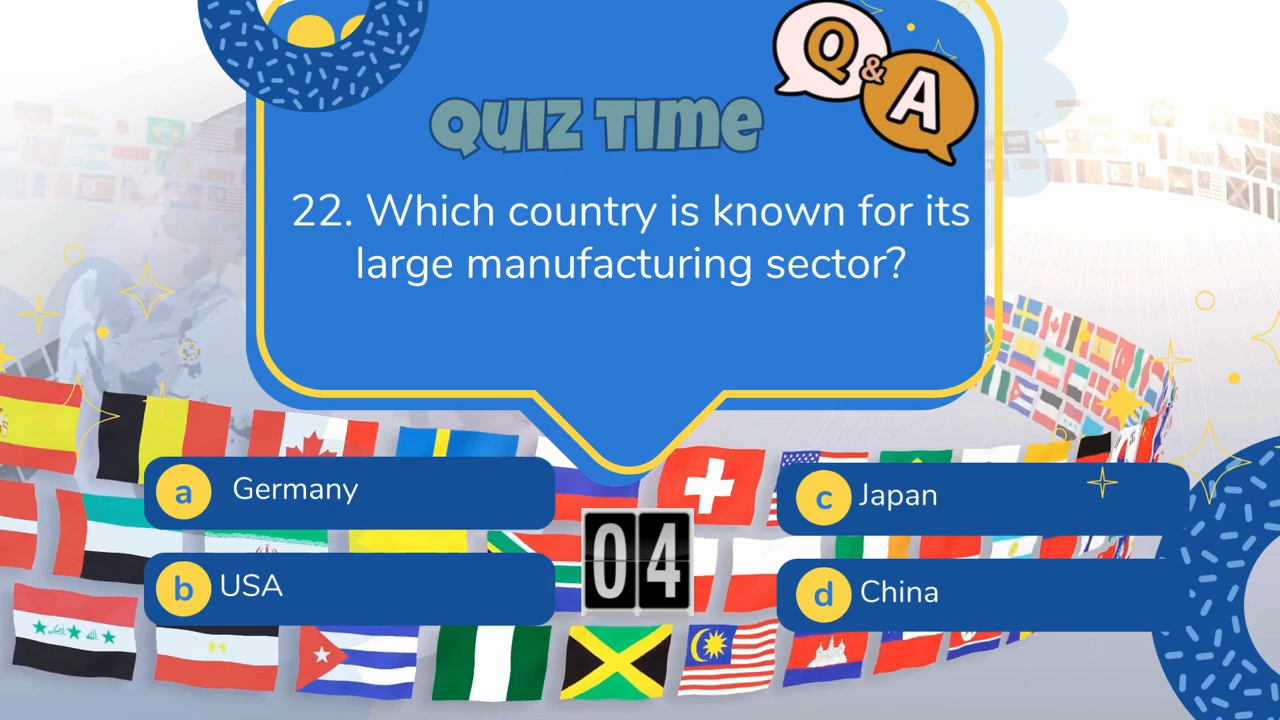 Q & A
QUIZ TIME
22. Which country is known for its
large manufacturing sector?
a Germany
c Japan
04
b USA
d China